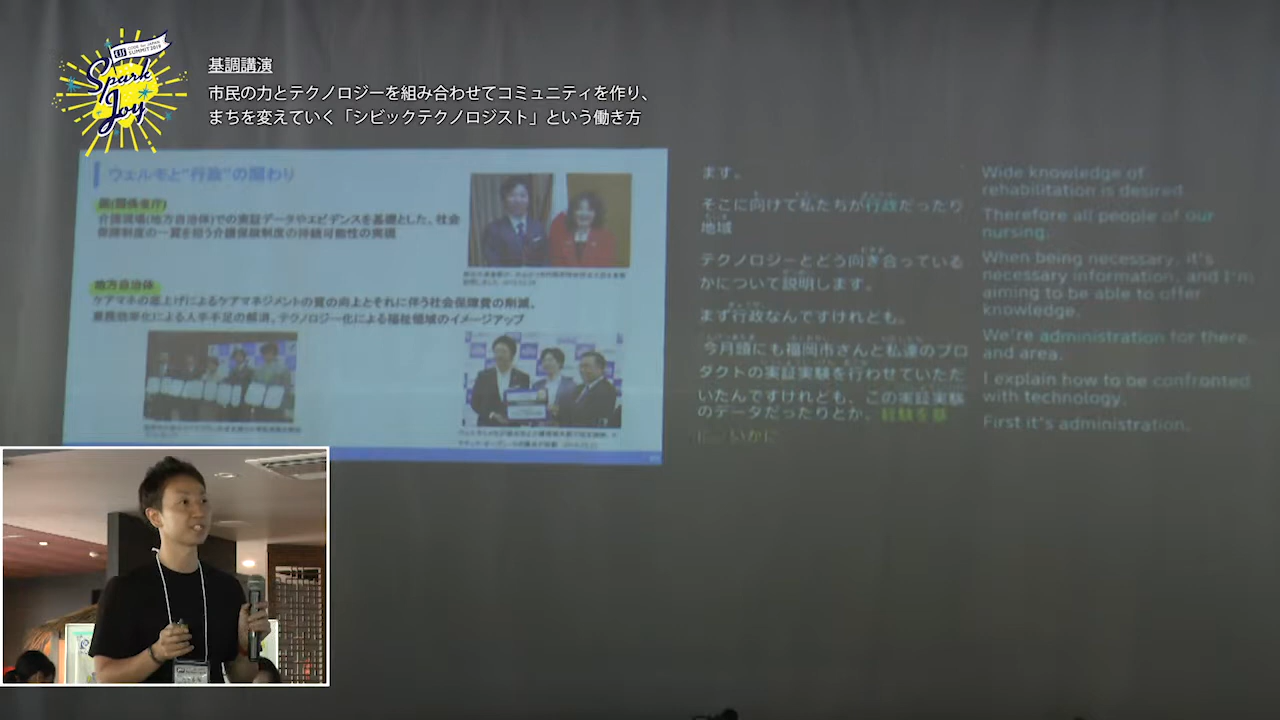 CODE for JAPAN
SUMMIT 2019
Spark
Joy
基調講演
市民の力とテクノロジーを組み合わせてコミュニティを作り、
まちを変えていく「シビックテクノロジスト」という働き方
ウェルモと"行政"の関わり
国(関係省庁)
介護現場(地方自治体)での実証データやエビデンスを基礎とした、社会
保障制度の一翼を担う介護保険制度の持続可能性の実現
地方自治体
ケアマネの底上げによるケアマネジメントの質の向上とそれに伴う社会保障費の削減、
業務効率化による人手不足の解消、テクノロジー化による福祉領域のイメージアップ
ます。
そこに向けて私たちが行政だったり
地域
テクノロジーとどう向き合っている
かについて説明します。
まず行政なんですけれども。
今月頭にも福岡市さんと私達のプロ
ダクトの実証実験を行わせていただ
いたんですけれども、この実証実験
のデータだったりとか、経験を基
に、いかに
Wide knowledge of
rehabilitation is desired.
Therefore all people of our
nursing.
When being necessary, it's
necessary information, and I'm
aiming to be able to offer
knowledge.
We're administration for there
and area.
I explain how to be confronted
with technology.
First it's administration.